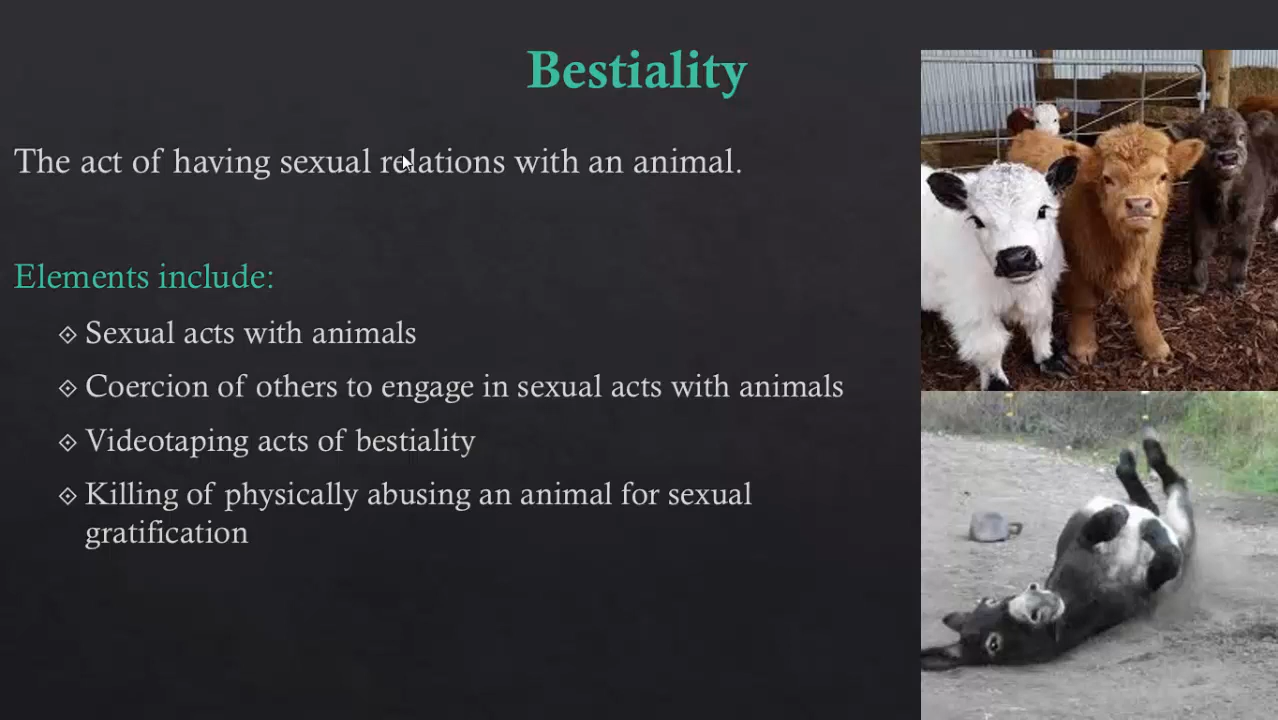 Bestiality
The act of having sexual relations with an animal.
Elements include:
Sexual acts with animals
Coercion of others to engage in sexual acts with animals
Videotaping acts of bestiality
Killing of physically abusing an animal for sexual
gratification